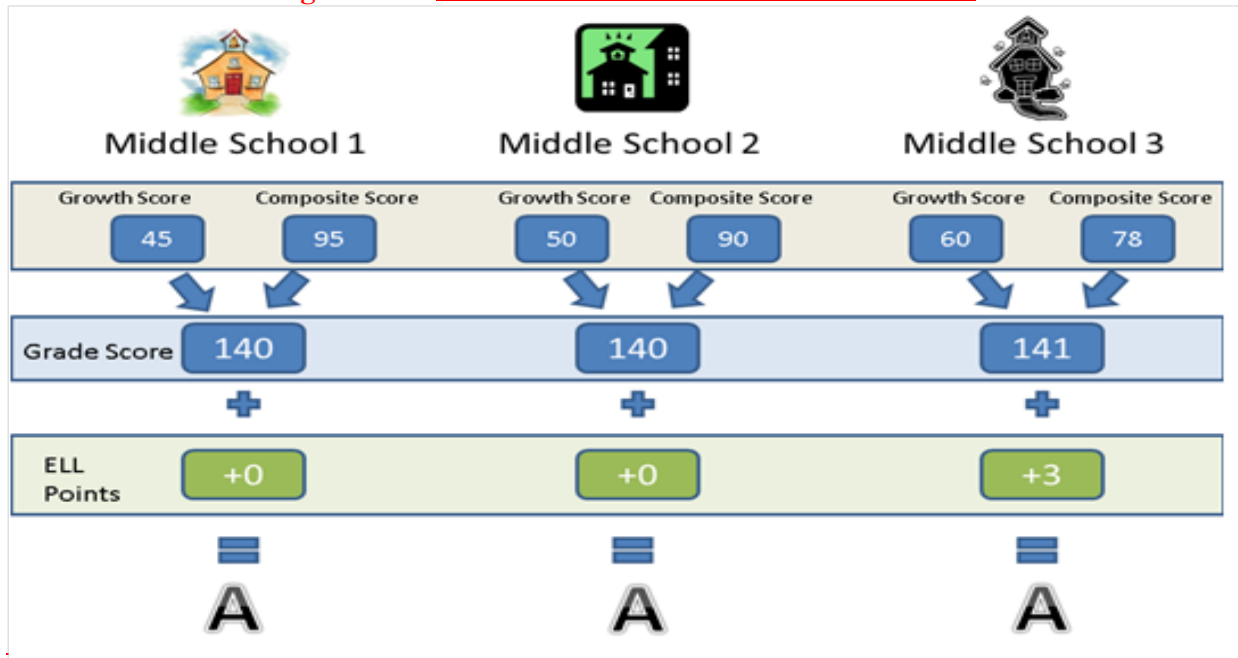 Middle School 1 Middle School 2 Middle School 3
Growth Score Composite Score Growth Score Composite Score Growth Score Composite Score
45 95 50 90 60 78
Grade Score 140 140 141
ELL Points +0 +0 +3
A A A